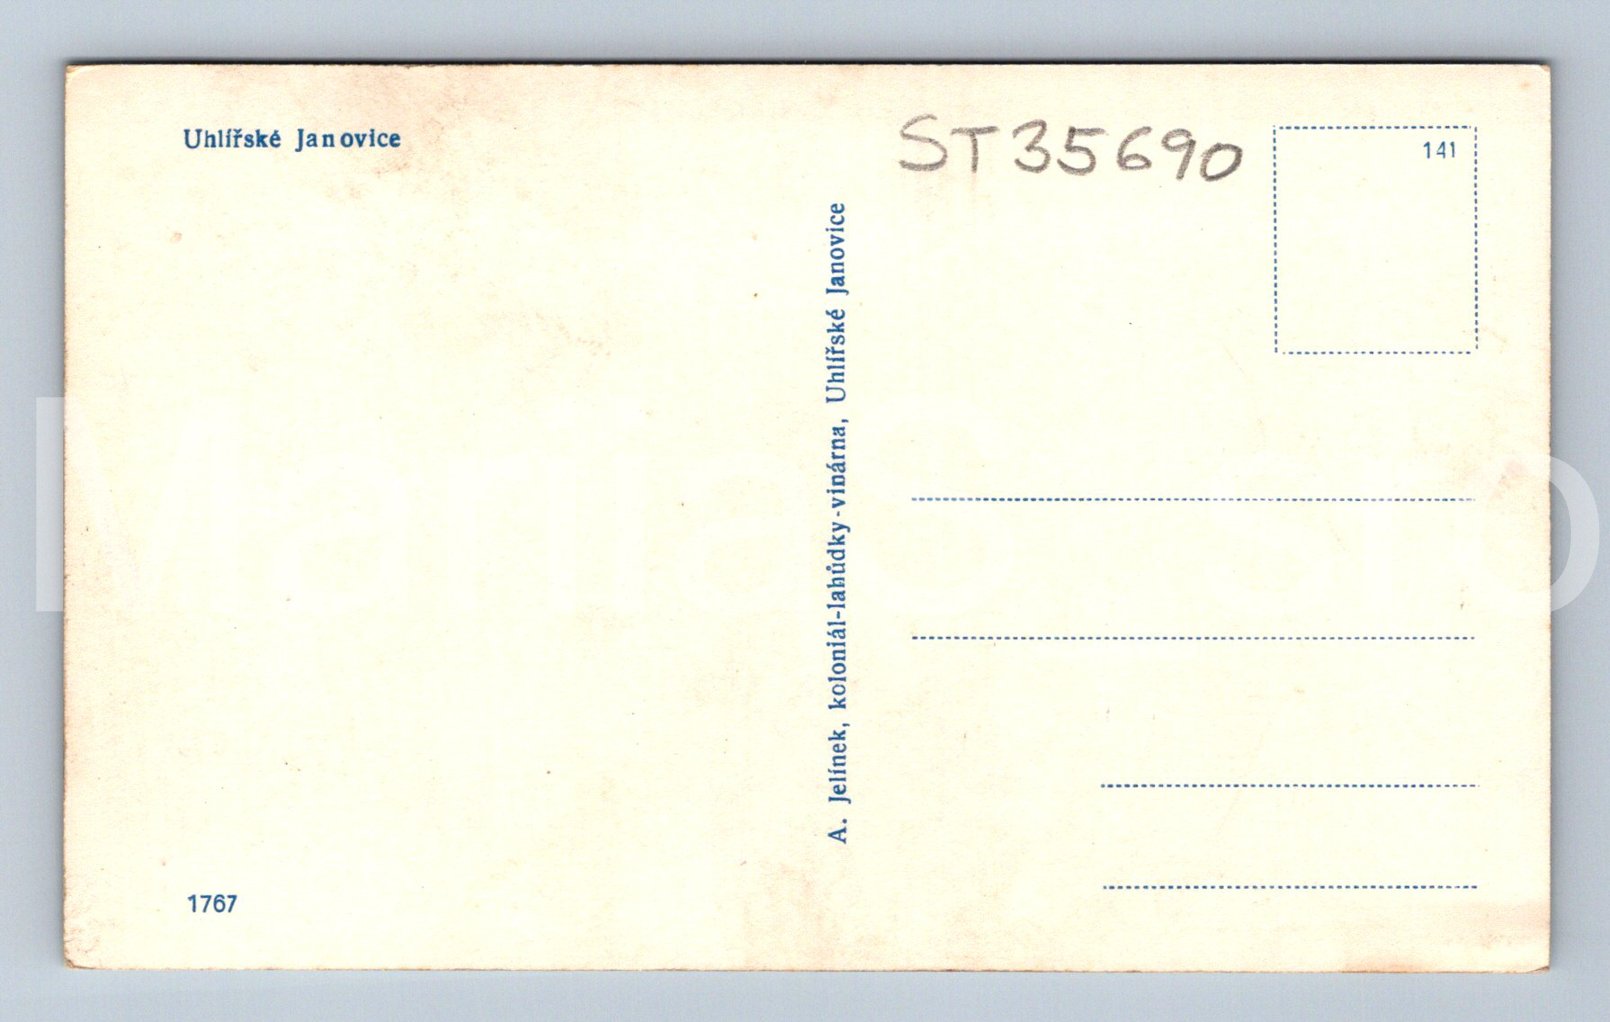 Uhlířské Janovice
ST35690
141
A. Jelínek, koloniál-lahůdky-vinárna, Uhlířské Janovice
1767